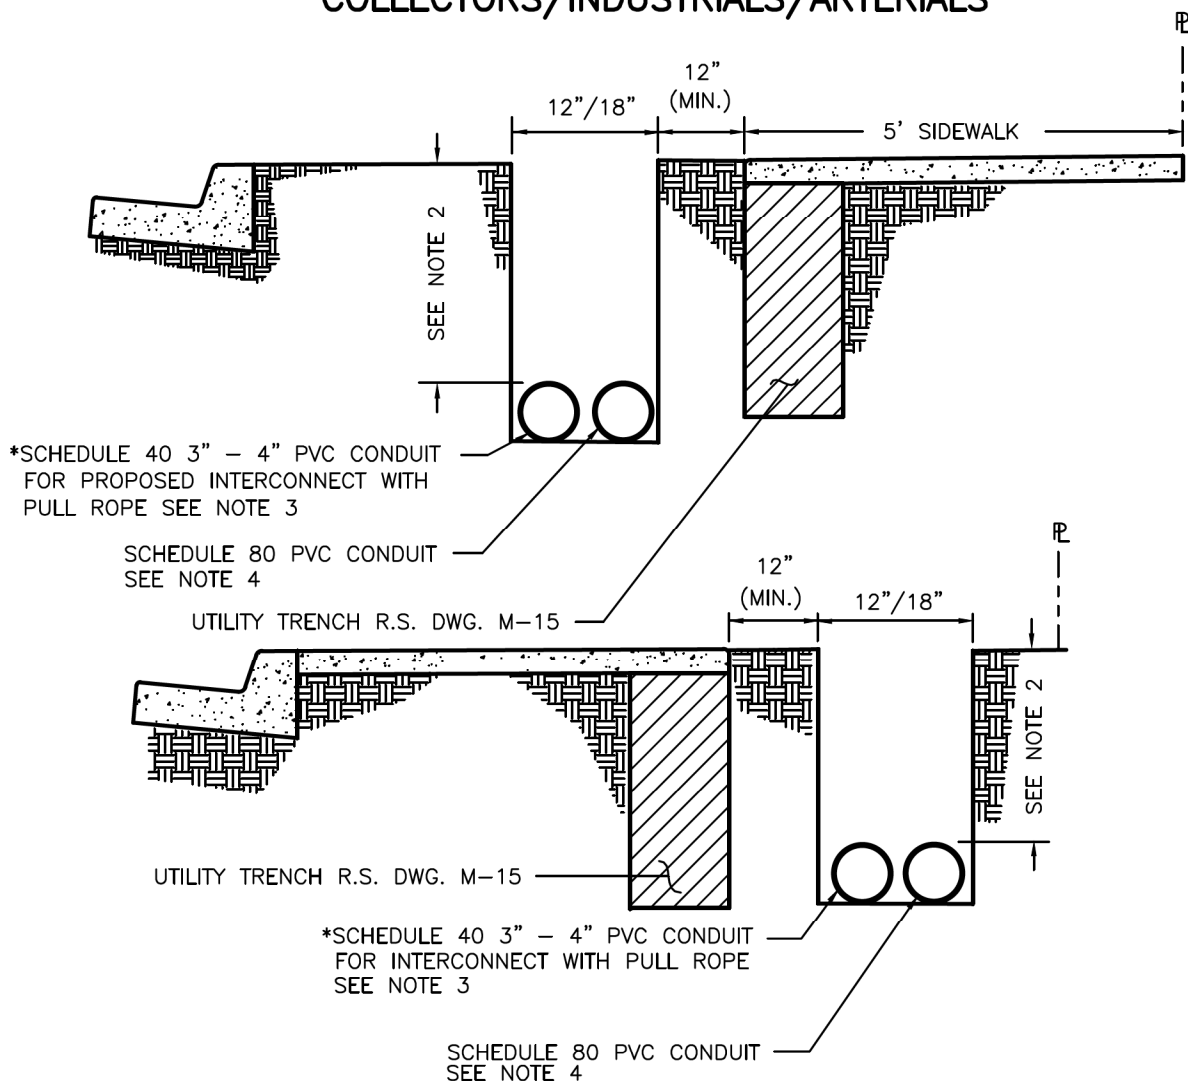 COLLECTORS/INDUSTRIALS/ARTERIALS
PL
12"
(MIN.)
12"/18"
5' SIDEWALK
SEE NOTE 2
*SCHEDULE 40 3" – 4" PVC CONDUIT
FOR PROPOSED INTERCONNECT WITH
PULL ROPE SEE NOTE 3
SCHEDULE 80 PVC CONDUIT
SEE NOTE 4
UTILITY TRENCH R.S. DWG. M–15
PL
12"
(MIN.)
12"/18"
SEE NOTE 2
UTILITY TRENCH R.S. DWG. M–15
*SCHEDULE 40 3" – 4" PVC CONDUIT
FOR INTERCONNECT WITH PULL ROPE
SEE NOTE 3
SCHEDULE 80 PVC CONDUIT
SEE NOTE 4